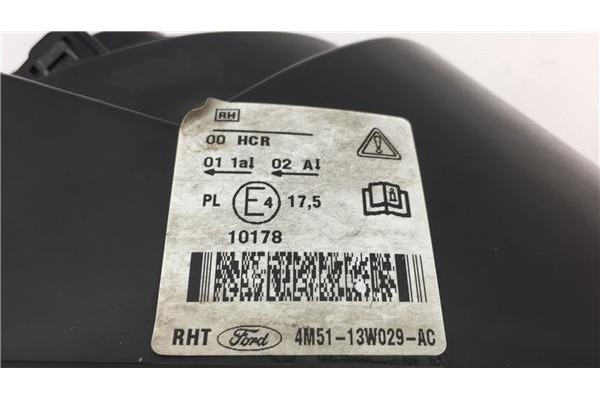 RH
00 HCR
01 1a↓ 02 A↓
PL E4 17,5
10178
RHT Ford 4M51-13W029-AC